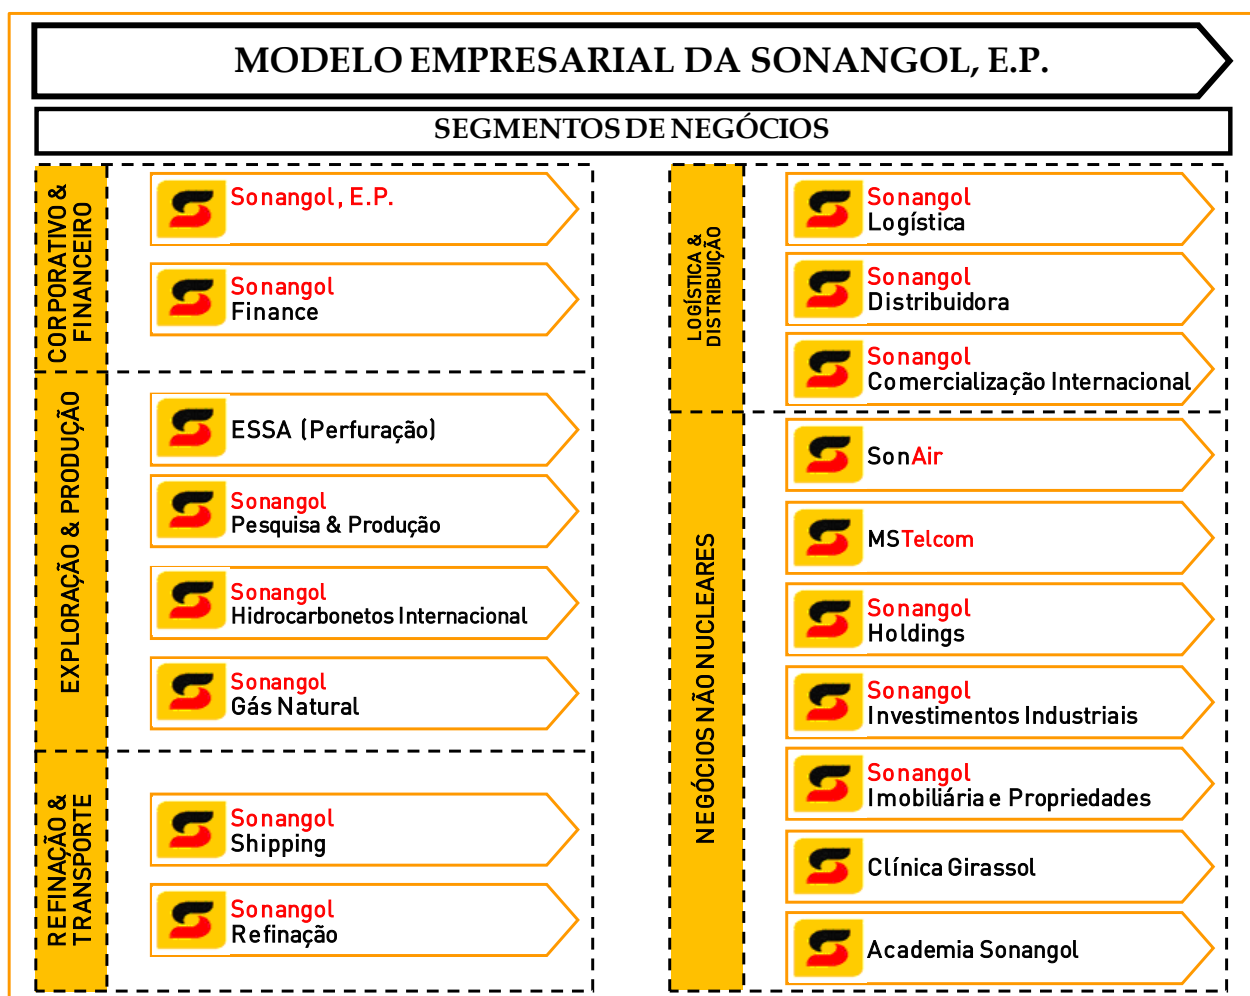 MODELO EMPRESARIAL DA SONANGOL, E.P.
SEGMENTOS DE NEGÓCIOS
CORPORATIVO &
FINANCEIRO
Sonangol, E.P.
Sonangol
Finance
EXPLORAÇÃO & PRODUÇÃO
ESSA (Perfuração)
Sonangol
Pesquisa & Produção
Sonangol
Hidrocarbonetos Internacional
Sonangol
Gás Natural
REFINAÇÃO &
TRANSPORTE
Sonangol
Shipping
Sonangol
Refinação
LOGÍSTICA &
DISTRIBUIÇÃO
Sonangol
Logística
Sonangol
Distribuidora
Sonangol
Comercialização Internacional
NEGÓCIOS NÃO NUCLEARES
SonAir
MSTelcom
Sonangol
Holdings
Sonangol
Investimentos Industriais
Sonangol
Imobiliária e Propriedades
Clínica Girassol
Academia Sonangol